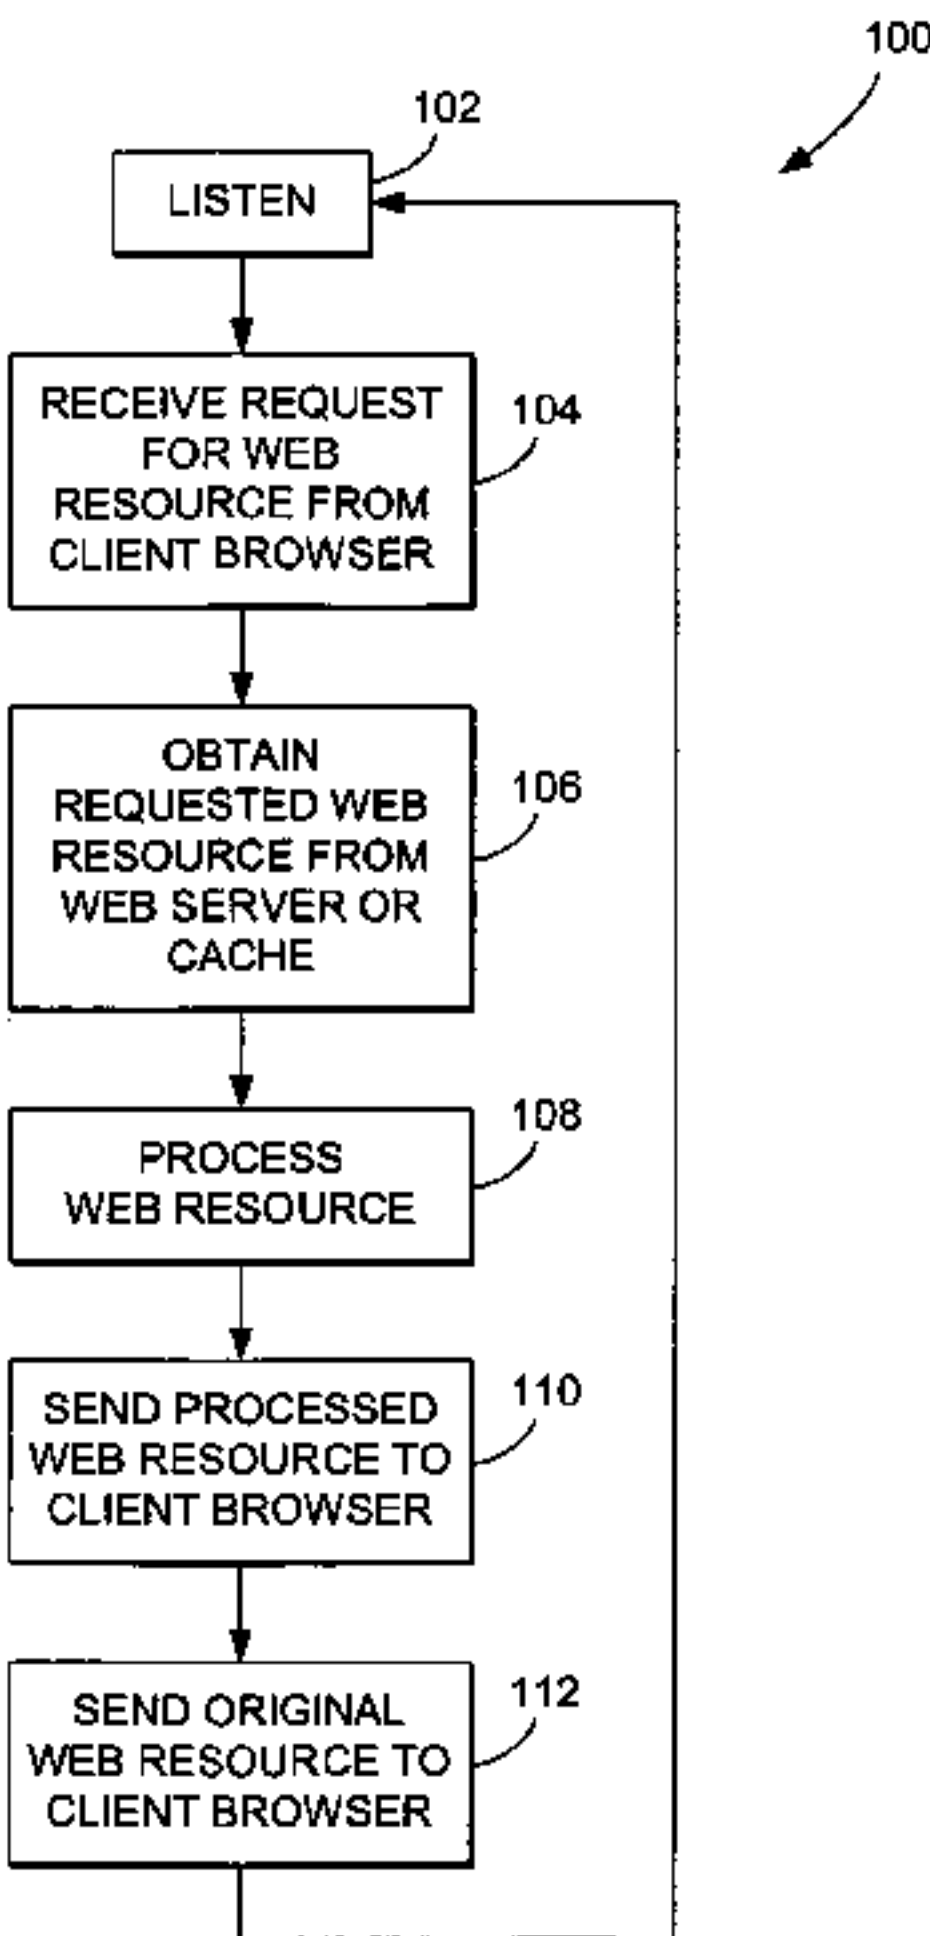 100
102
LISTEN
RECEIVE REQUEST
FOR WEB
RESOURCE FROM
CLIENT BROWSER
104
OBTAIN
REQUESTED WEB
RESOURCE FROM
WEB SERVER OR
CACHE
106
PROCESS
WEB RESOURCE
108
SEND PROCESSED
WEB RESOURCE TO
CLIENT BROWSER
110
SEND ORIGINAL
WEB RESOURCE TO
CLIENT BROWSER
112